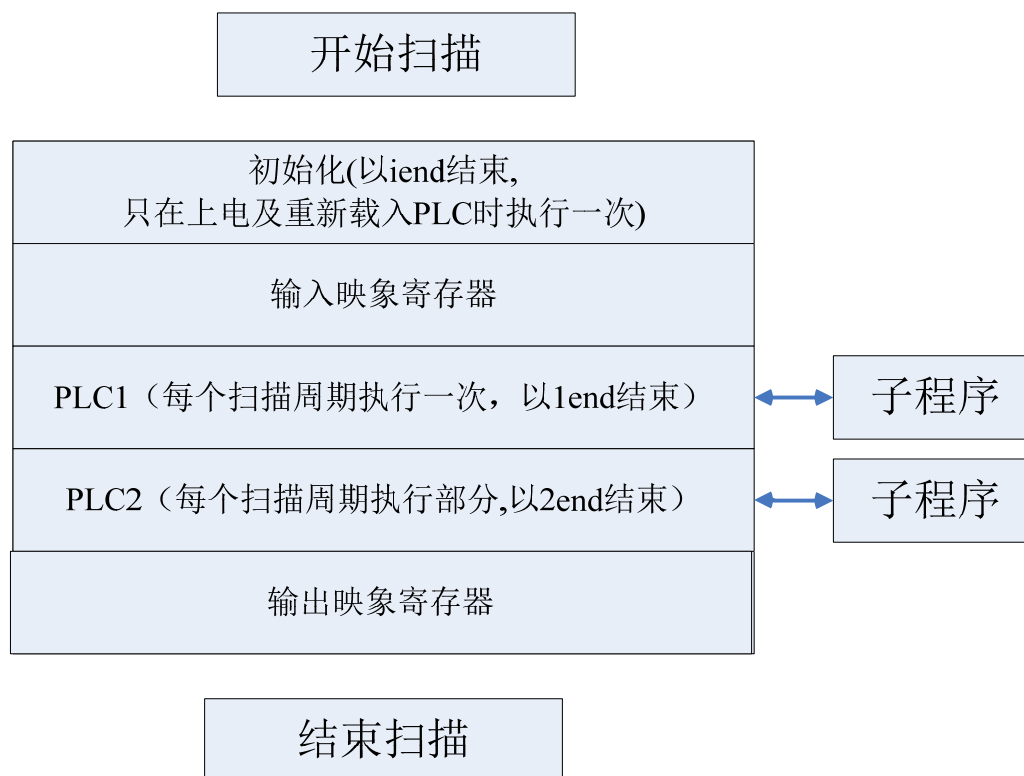 开始扫描
初始化(以iend结束,
只在上电及重新载入PLC时执行一次)
输入映象寄存器
PLC1（每个扫描周期执行一次，以1end结束）
子程序
PLC2（每个扫描周期执行部分,以2end结束）
子程序
输出映象寄存器
结束扫描